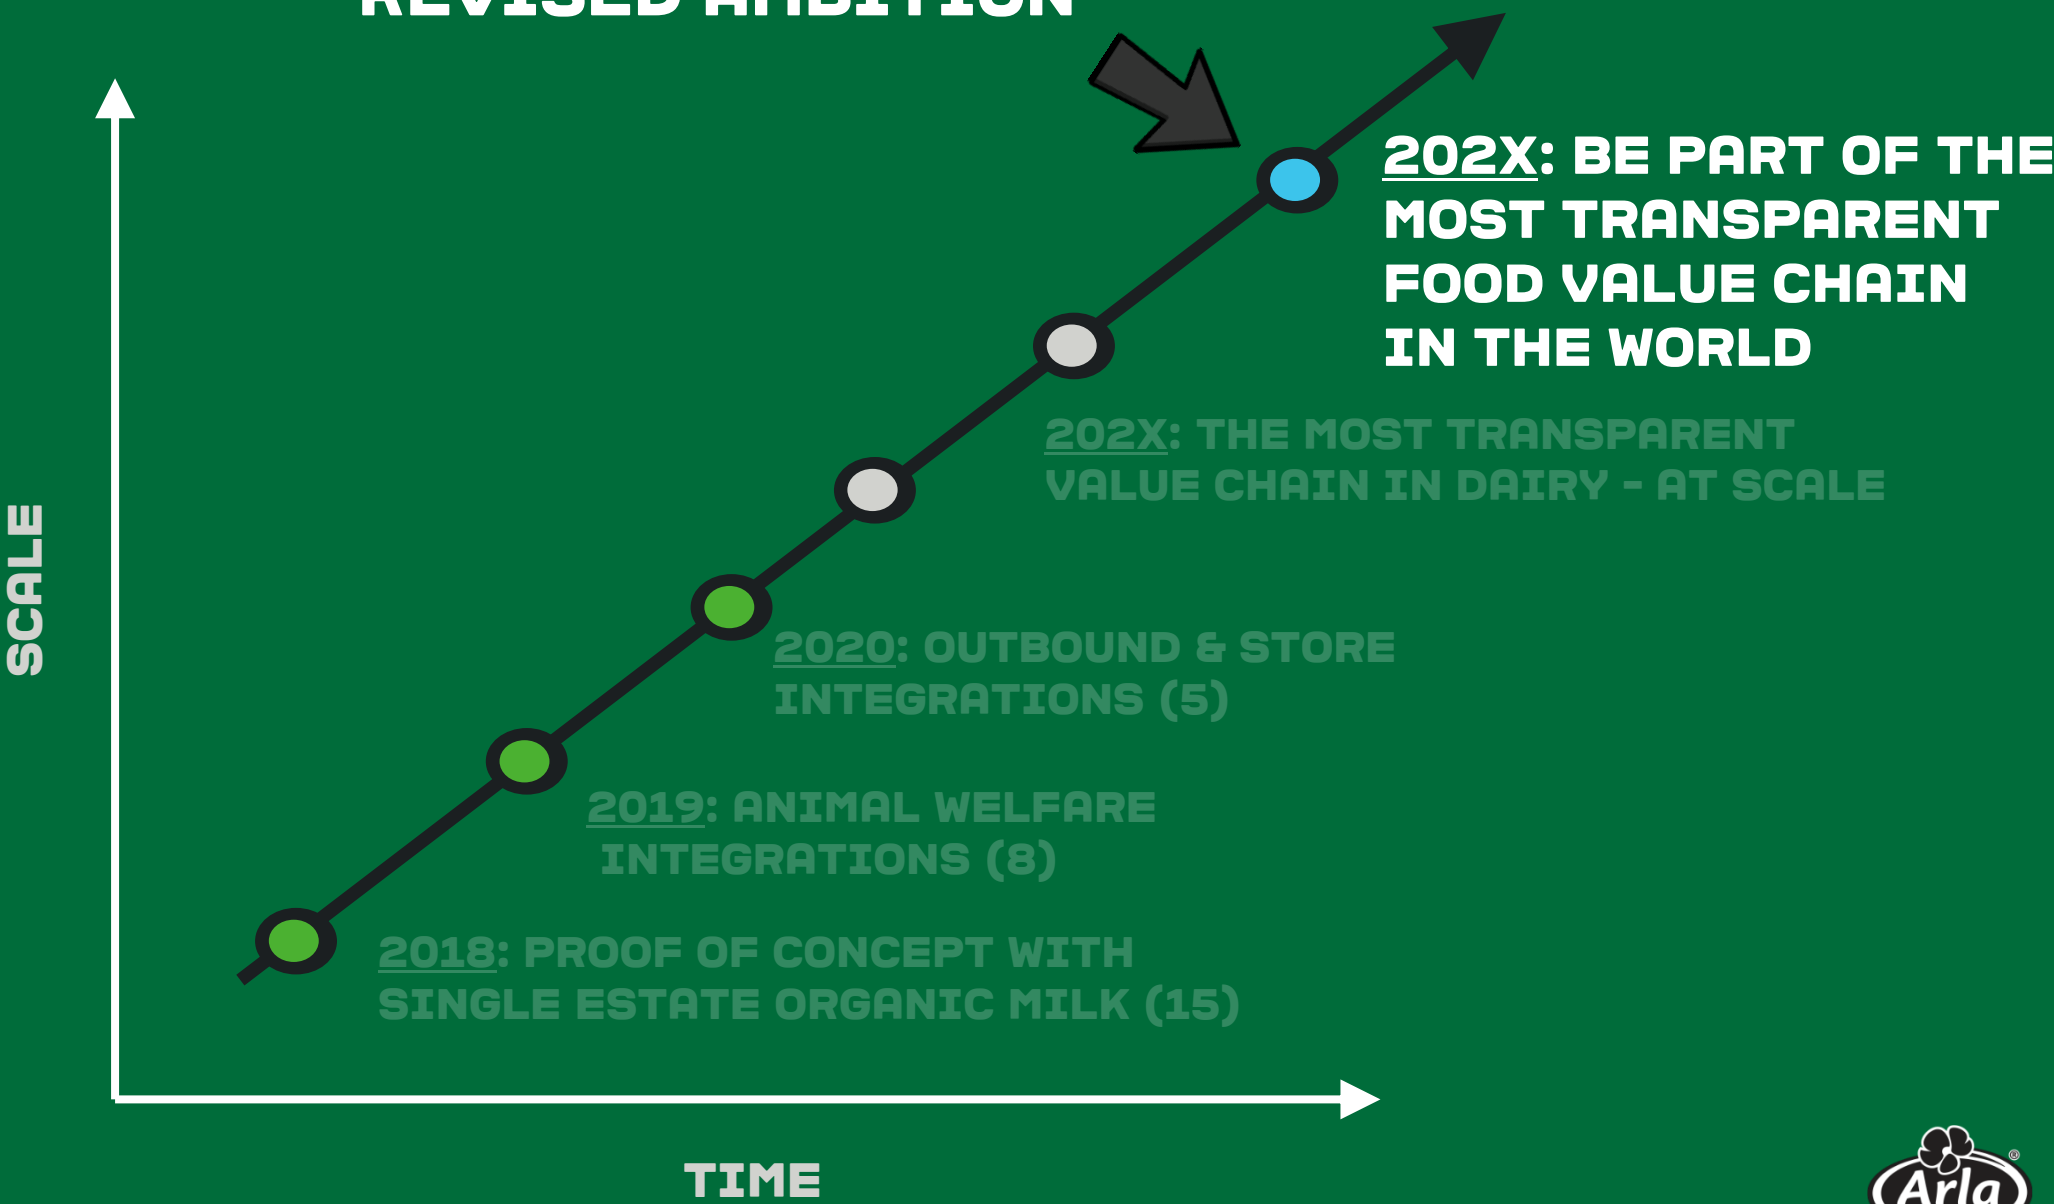 REVISED AMBITION
202X: BE PART OF THE
MOST TRANSPARENT
FOOD VALUE CHAIN
IN THE WORLD
202X: THE MOST TRANSPARENT
VALUE CHAIN IN DAIRY - AT SCALE
SCALE
2020: OUTBOUND & STORE
INTEGRATIONS (5)
2019: ANIMAL WELFARE
INTEGRATIONS (8)
2018: PROOF OF CONCEPT WITH
SINGLE ESTATE ORGANIC MILK (15)
TIME
Arla ®